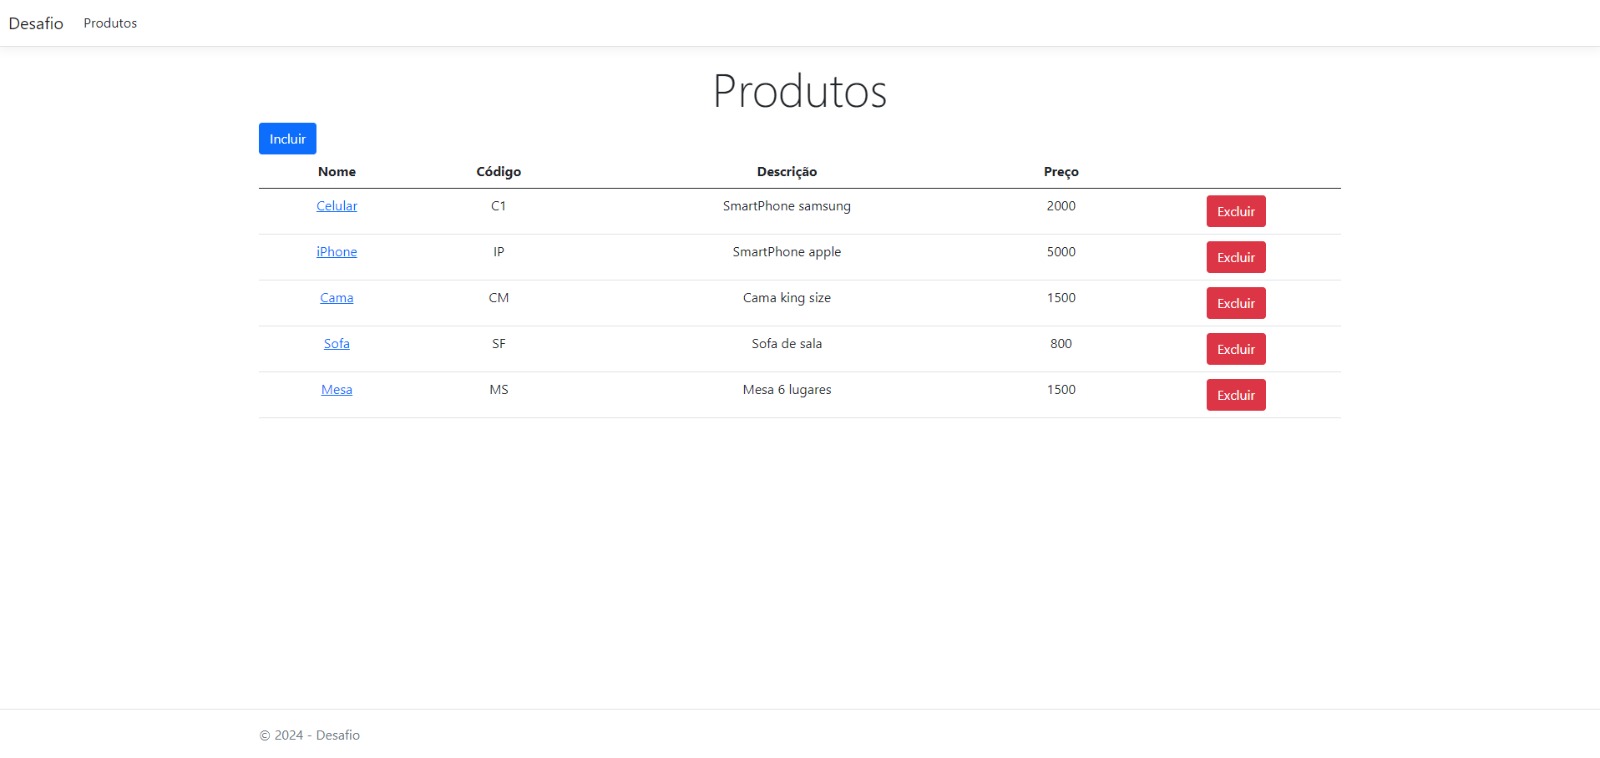 Desafio Produtos
Produtos
Incluir
Nome Código Descrição Preço
Celular C1 SmartPhone samsung 2000 Excluir
iPhone IP SmartPhone apple 5000 Excluir
Cama CM Cama king size 1500 Excluir
Sofa SF Sofa de sala 800 Excluir
Mesa MS Mesa 6 lugares 1500 Excluir
© 2024 - Desafio